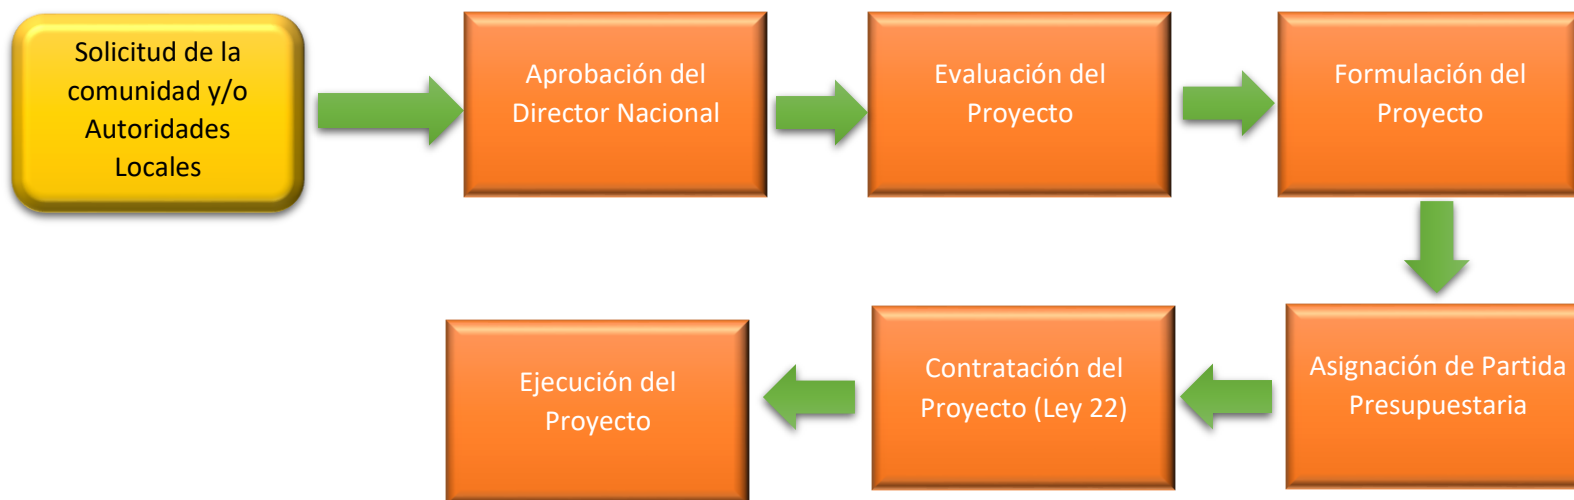 Solicitud de la
comunidad y/o
Autoridades
Locales
Aprobación del
Director Nacional
Evaluación del
Proyecto
Formulación del
Proyecto
Asignación de Partida
Presupuestaria
Contratación del
Proyecto (Ley 22)
Ejecución del
Proyecto